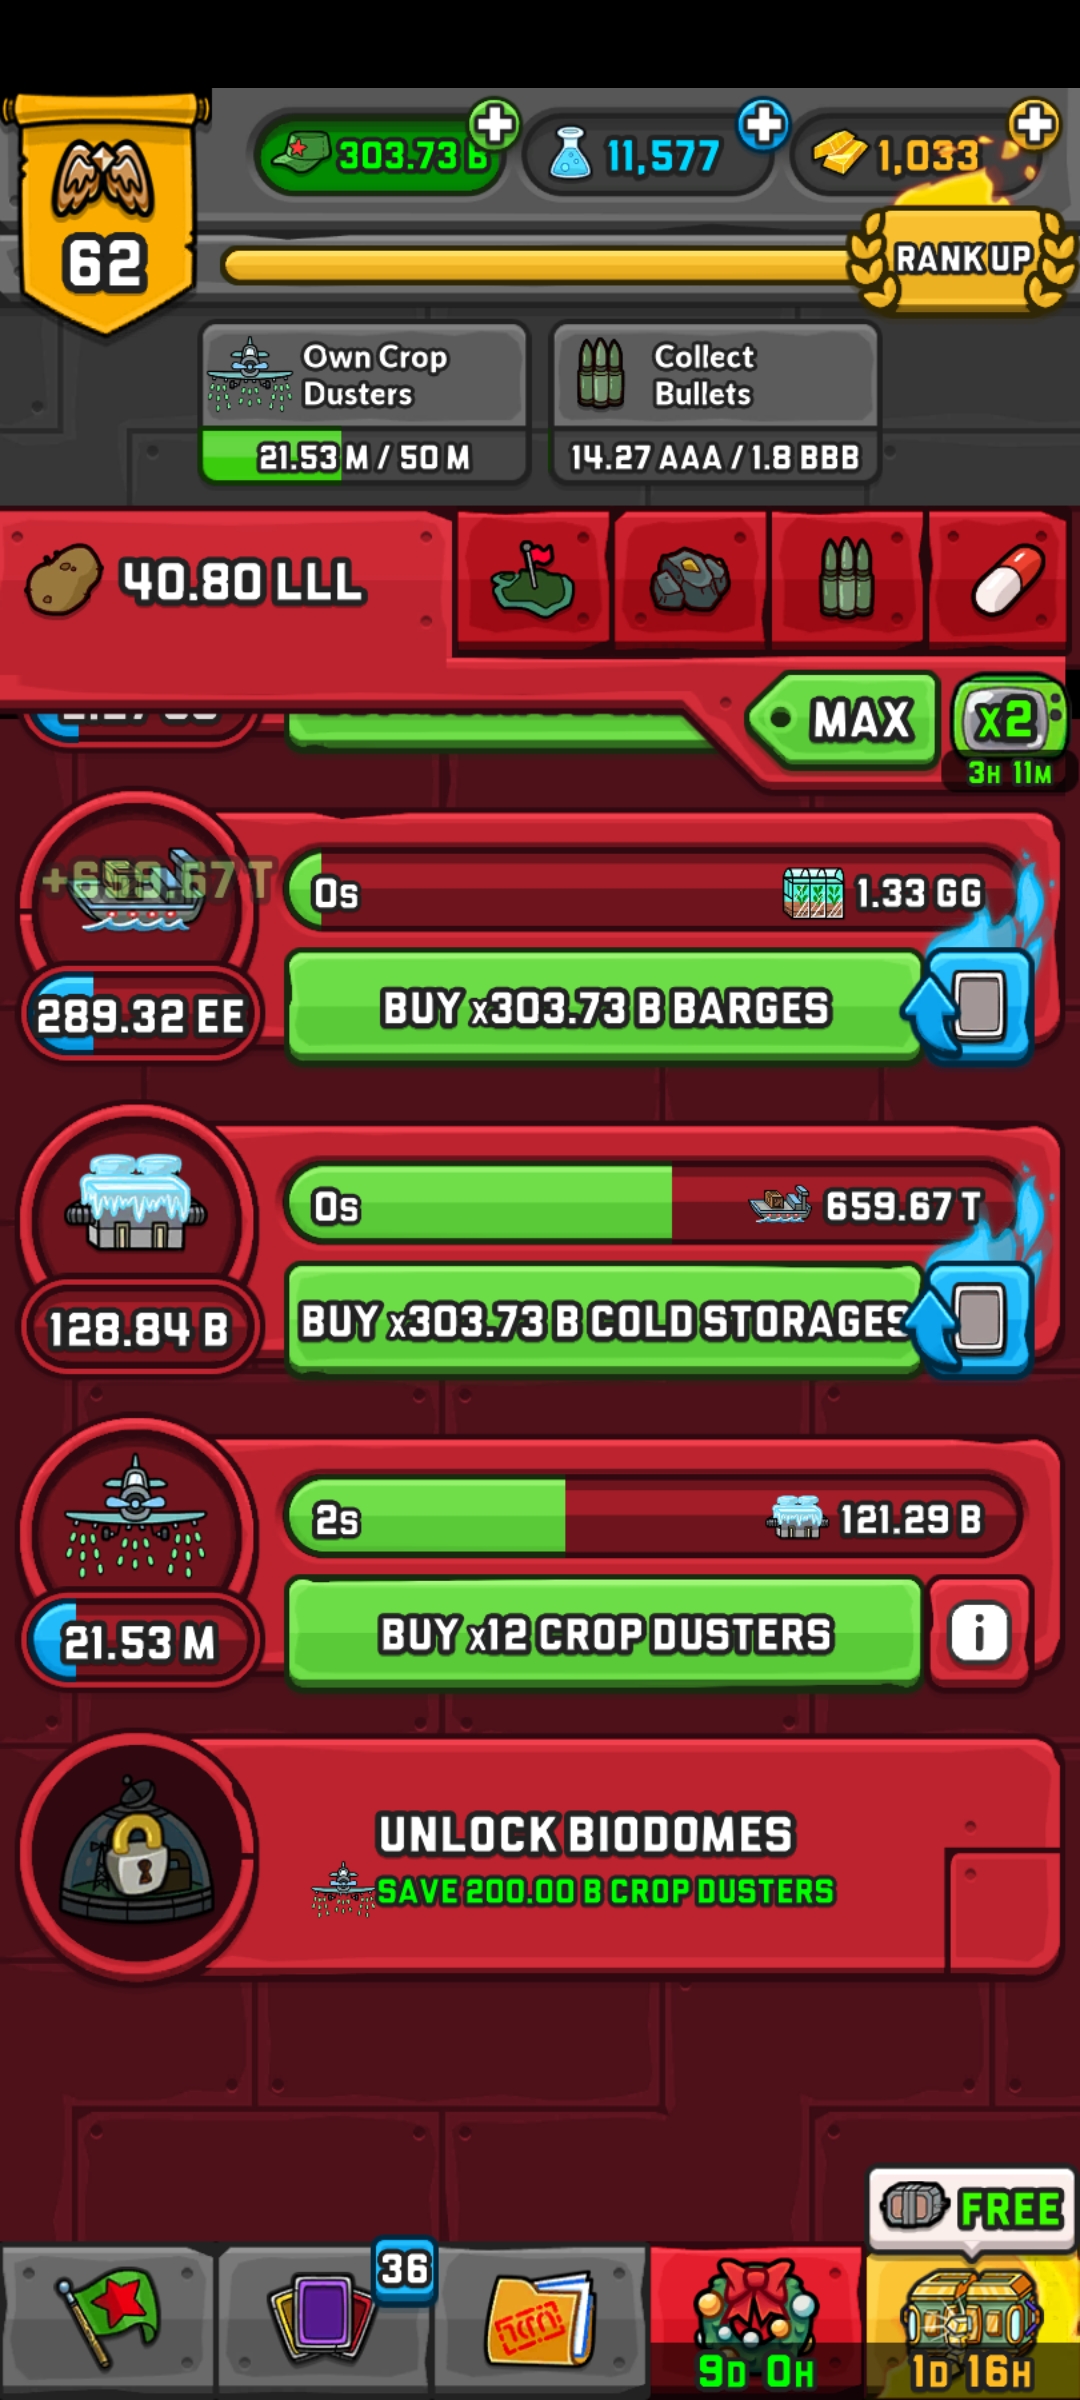 303.73 B
11,577
1,033
62
RANK UP
Own Crop
Dusters
21.53 M / 50 M
Collect
Bullets
14.27 AAA / 1.8 BBB
40.80 LLL
MAX
x2
3H 11M
+659.67 T
0s
1.33 GG
289.32 EE
BUY x303.73 B BARGES
0s
659.67 T
128.84 B
BUY x303.73 B COLD STORAGES
2s
121.29 B
21.53 M
BUY x12 CROP DUSTERS
i
UNLOCK BIODOMES
SAVE 200.00 B CROP DUSTERS
FREE
36
9D 0H
1D 16H